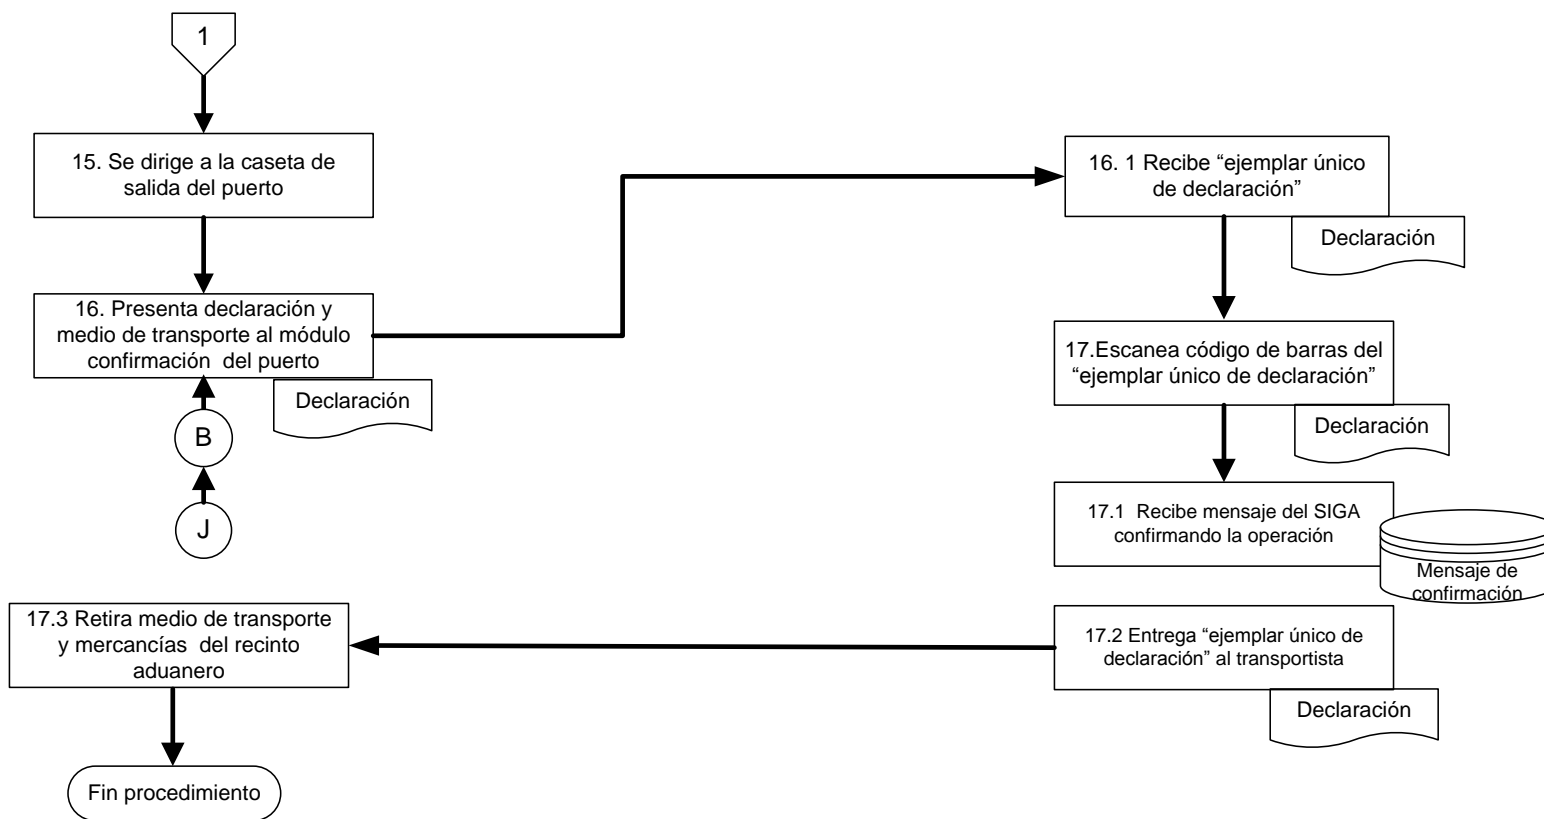 1
15. Se dirige a la caseta de
salida del puerto
16. Presenta declaración y
medio de transporte al módulo
confirmación del puerto
Declaración
B
J
16. 1 Recibe “ejemplar único
de declaración”
Declaración
17.Escanea código de barras del
“ejemplar único de declaración”
Declaración
17.1 Recibe mensaje del SIGA
confirmando la operación
Mensaje de
confirmación
17.2 Entrega “ejemplar único de
declaración” al transportista
Declaración
17.3 Retira medio de transporte
y mercancías del recinto
aduanero
Fin procedimiento